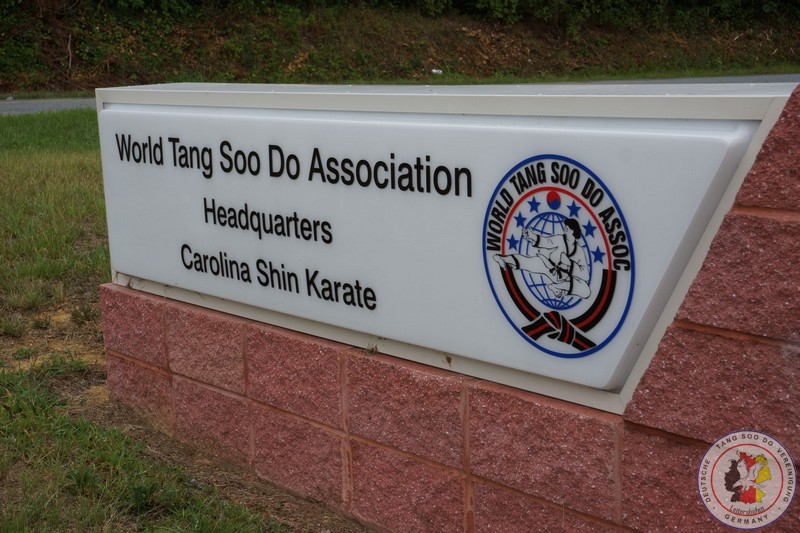 World Tang Soo Do Association
Headquarters
Carolina Shin Karate
WORLD TANG SOO DO ASSOC
DEUTSCHE TANG SOO DO VEREINIGUNG
Leitershofen
GERMANY